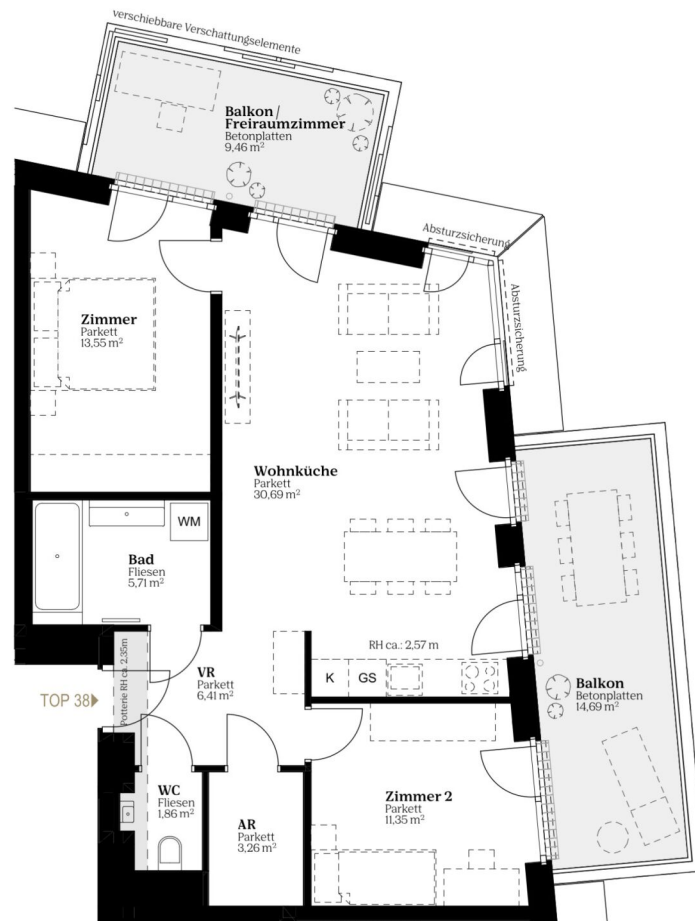 verschiebbare Verschattungselemente
Balkon /
Freiraumzimmer
Betonplatten
9,46 m²
Absturzsicherung
Absturzsicherung
Zimmer
Parkett
13,55 m²
Wohnküche
Parkett
30,69 m²
WM
Bad
Fliesen
5,71 m²
RH ca.: 2,57 m
K
GS
VR
Parkett
6,41 m²
Potterie RH ca. 2,35m
TOP 38
Balkon
Betonplatten
14,69 m²
WC
Fliesen
1,86 m²
AR
Parkett
3,26 m²
Zimmer 2
Parkett
11,35 m²